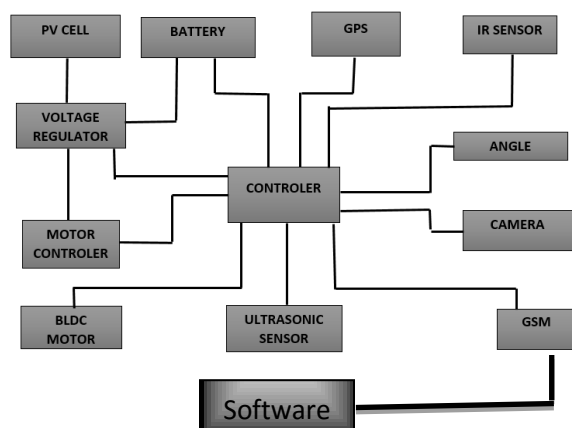 PV CELL
BATTERY
GPS
IR SENSOR
VOLTAGE
REGULATOR
ANGLE
CONTROLER
MOTOR
CONTROLER
CAMERA
BLDC
MOTOR
ULTRASONIC
SENSOR
GSM
Software